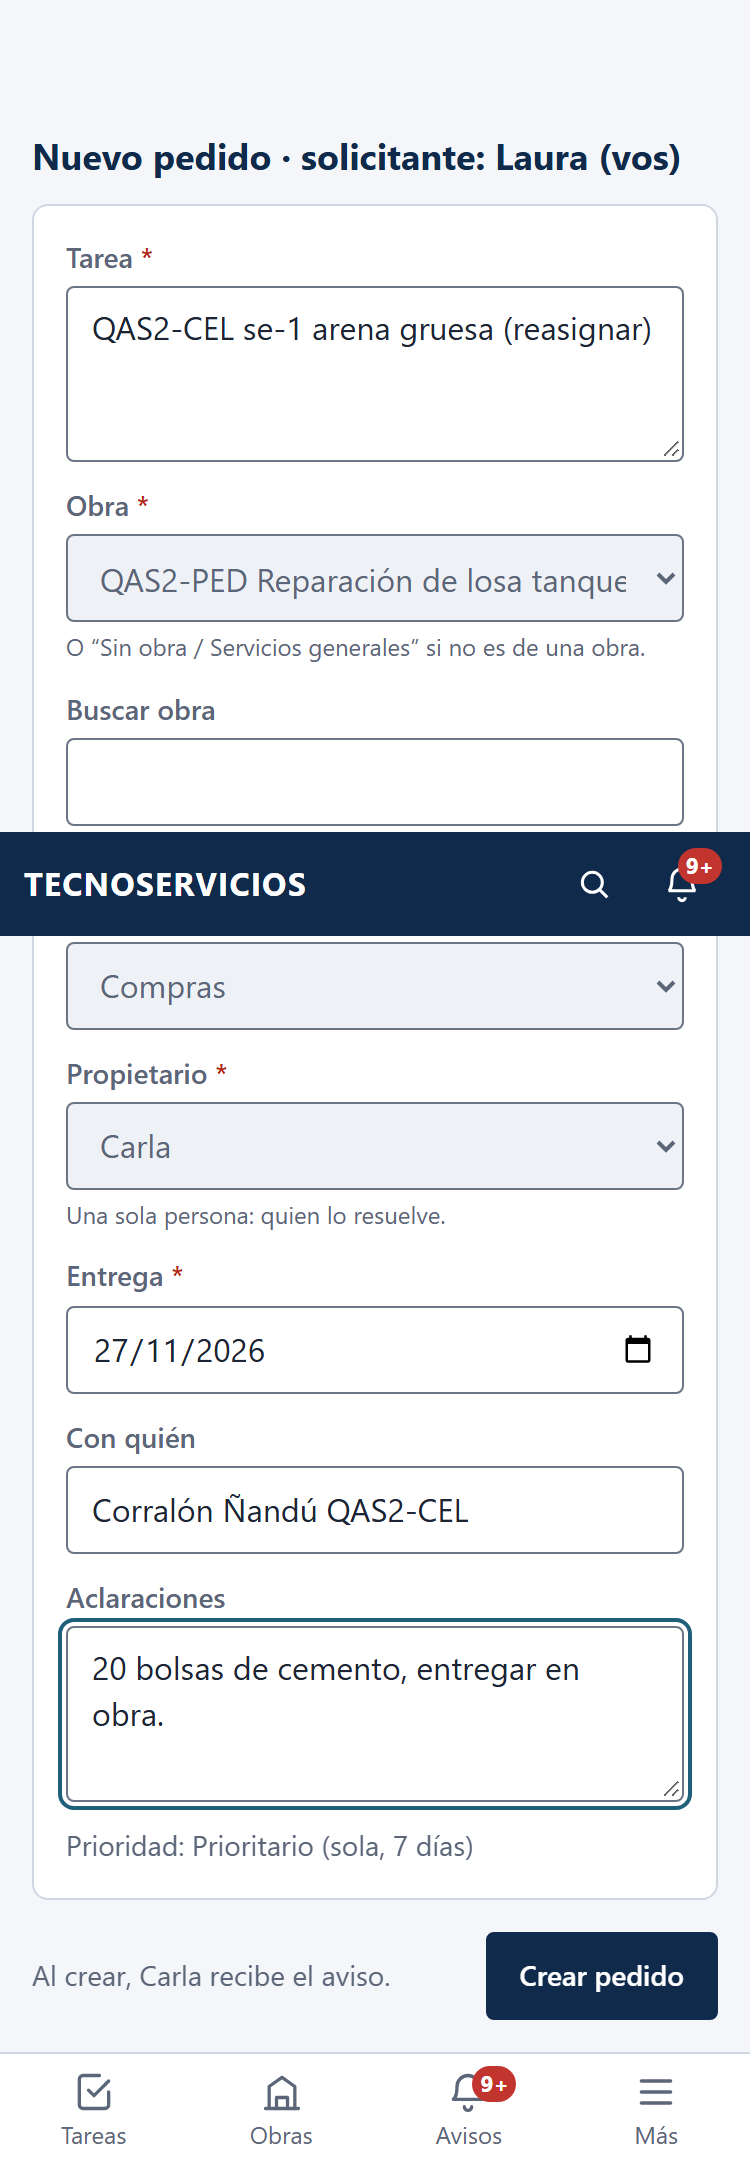 Nuevo pedido · solicitante: Laura (vos)
Tarea *
QAS2-CEL se-1 arena gruesa (reasignar)
Obra *
QAS2-PED Reparación de losa tanque
O “Sin obra / Servicios generales” si no es de una obra.
Buscar obra
TECNOSERVICIOS
9+
Compras
Propietario *
Carla
Una sola persona: quien lo resuelve.
Entrega *
27/11/2026
Con quién
Corralón Ñandú QAS2-CEL
Aclaraciones
20 bolsas de cemento, entregar en
obra.
Prioridad: Prioritario (sola, 7 días)
Al crear, Carla recibe el aviso.
Crear pedido
9+
Tareas
Obras
Avisos
Más